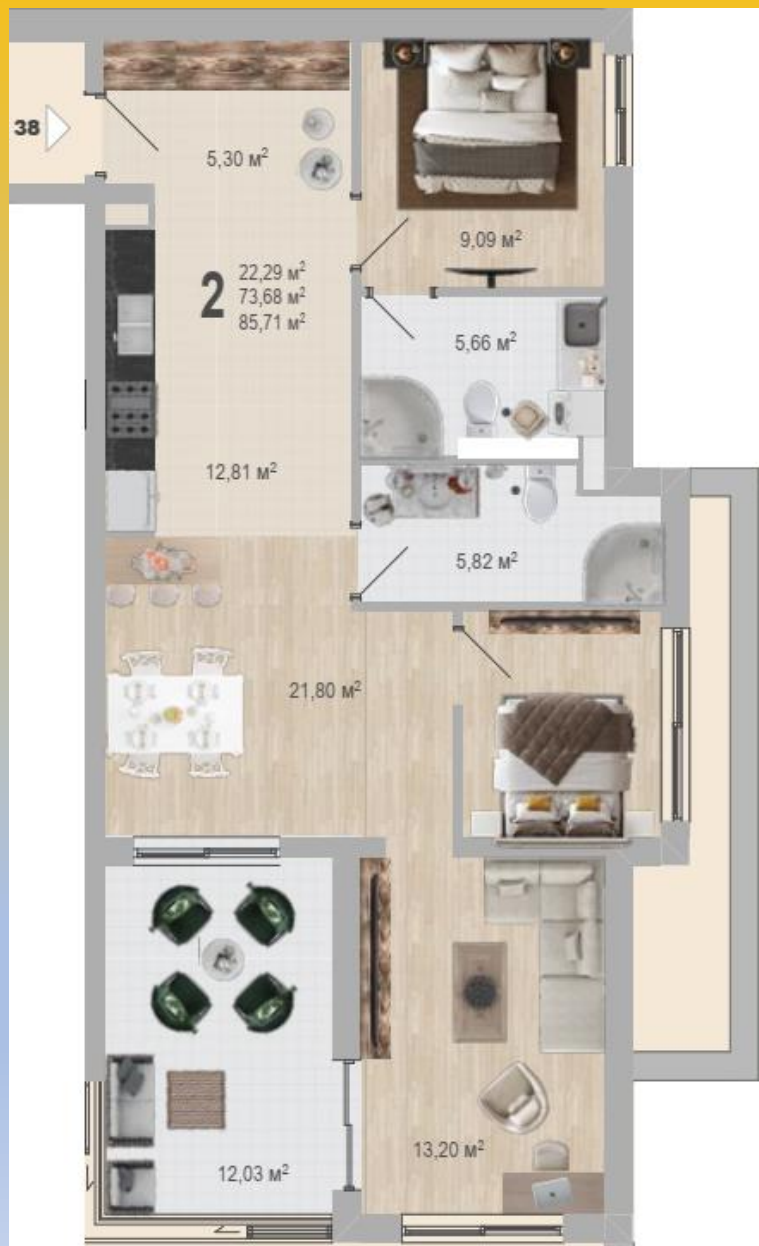 38
5,30 м²
9,09 м²
2
22,29 м²
73,68 м²
85,71 м²
5,66 м²
12,81 м²
5,82 м²
21,80 м²
13,20 м²
12,03 м²